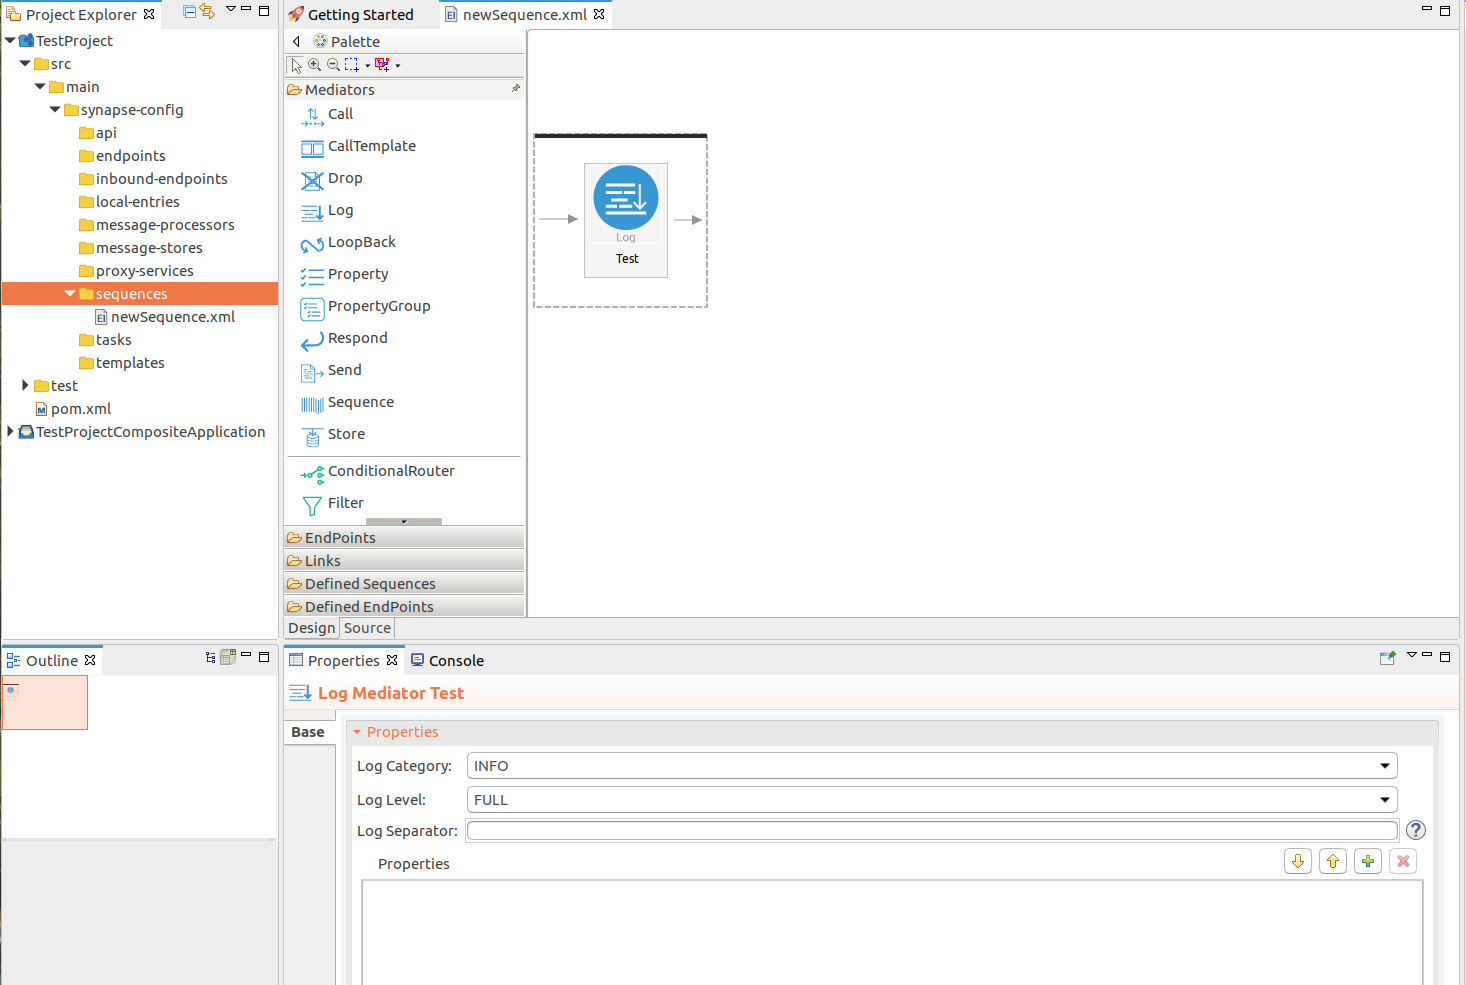 Project Explorer
TestProject
src
main
synapse-config
api
endpoints
inbound-endpoints
local-entries
message-processors
message-stores
proxy-services
sequences
EI newSequence.xml
tasks
templates
test
M pom.xml
TestProjectCompositeApplication
Getting Started
EI newSequence.xml
Palette
Mediators
Call
CallTemplate
Drop
Log
LoopBack
Property
PropertyGroup
Respond
Send
Sequence
Store
ConditionalRouter
Filter
EndPoints
Links
Defined Sequences
Defined EndPoints
Log
Test
Design Source
Outline
Properties Console
Log Mediator Test
Base
Properties
Log Category: INFO
Log Level: FULL
Log Separator: ?
Properties